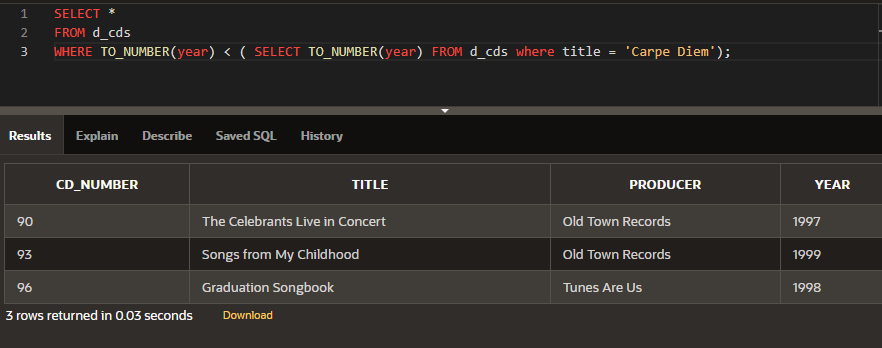 1 SELECT *
2 FROM d_cds
3 WHERE TO_NUMBER(year) < ( SELECT TO_NUMBER(year) FROM d_cds where title = 'Carpe Diem');
Results Explain Describe Saved SQL History
CD_NUMBER TITLE PRODUCER YEAR
90 The Celebrants Live in Concert Old Town Records 1997
93 Songs from My Childhood Old Town Records 1999
96 Graduation Songbook Tunes Are Us 1998
3 rows returned in 0.03 seconds Download